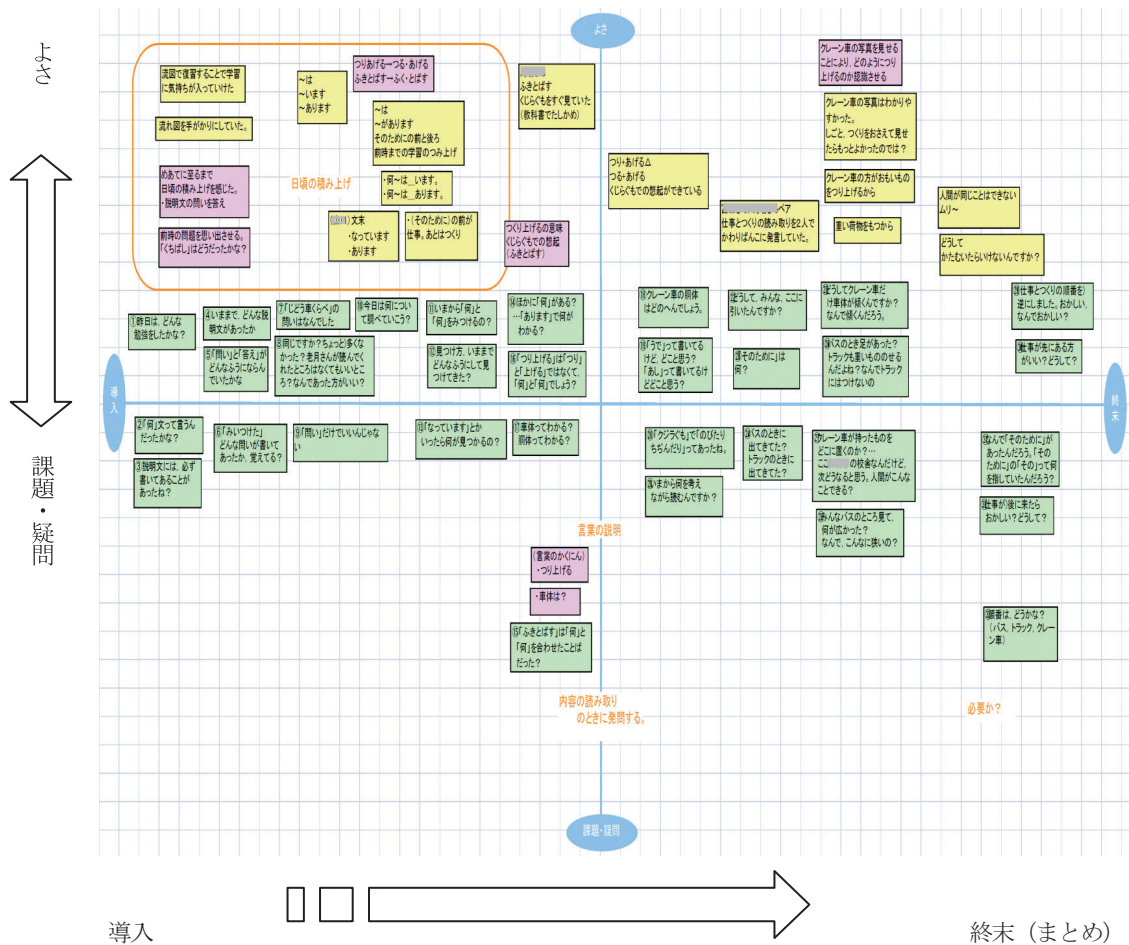 よさ
よさ
クレーン車の写真を見せる
ことにより、どのようにつり
上げるのか認識させる
つりあげる→つる・あげる
ふきとばす→ふく・とばす
流図で復習することで学習
に気持ちが入っていけた
～は
～います
～あります
ふきとばす
くじらぐもをすぐ見ていた
(教科書でたしかめ)
クレーン車の写真はわかりや
すかった。
しごと、つくりをおさえて見せ
たらもっとよかったのでは？
～は
～があります
そのための前と後ろ
前時までの学習のつみ上げ
流れ図を手がかりにしていた。
つり+あげる△
つる+あげる
くじらぐもでの想起ができている
めあてに至るまで
日頃の積み上げを感じた。
・説明文の問いを答え
日頃の積み上げ
・何～は＿います。
・何～は＿あります。
クレーン車の方がおもいもの
をつり上げるから
人間が同じことはできない
ムリ～
ペア
仕事とつくりの読み取りを2人で
かわりばんこに発言していた。
文末
・なっています
・あります
・(そのために)の前が
仕事。あとはつくり
つくり上げるの意味
くじらぐもでの想起
(ふきとばす)
重い荷物をもつから
前時の問題を思い出させる。
「くちばし」はどうだったかな？
どうして
かたむいたらいけないんですか？
①昨日は、どんな
勉強をしたかな？
④いままで、どんな説
明文があったか
⑦「じどう車くらべ」の
問いはなんでした
⑩今日は何につい
て調べていこう？
⑪いまから「何」と
「何」をみつけるの？
⑭ほかに「何」がある？
…「あります」で何が
わかる？
⑱クレーン車の胴体
はどのへんでしょう。
どうして、みんな、ここに
引いたんですか？
どうしてクレーン車だ
け車体が傾くんですか？
なんで傾くんだろう。
仕事とつくりの順番を)
逆にしました。おかしい、
なんでおかしい？
⑤「問い」と「答え」が
どんなふうにならんで
いたかな
⑧同じですか？ちょっと)多くな
かった？老月さんが読んでく
れたところはなくてもいいとこ
ろ？なんであった方がいい？
⑫見つけ方、いままで
どんなふうにして見
つけてきた？
⑯「つり上げる」は「つり」
と「上げる」ではなくて、
「何」と「何」でしょう？
⑲「うで」って書いてる
けど、どこと思う？
「あし」って書いてるけ
どどこと思う？
「そのために」は
何？
バスのとき足があった？
トラックも重いもののせる
んだよね？なんでトラック
にはつけないの
仕事が先にある方
がいい？どうして？
導入
終末
②「何」文って言うん
だったかな？
③説明文には、必ず
書いてあることが
あったね？
⑥「みいつけた」
どんな問いが書いて
あったか、覚えてる？
⑨「問い」だけでいいんじゃな
い
⑬「なっています」とか
いったら何が見つかるの？
⑰車体ってわかる？
胴体ってわかる？
「クジラぐも」で「のびたり
ちぢんだり」ってあったね。
いまから何を考え
ながら読むんですか？
バスのときに
出てきてた？
トラックのときに
出てきてた？
クレーン車が持ったものを
どこに置くのか？…
ここ の校舎なんだけど、
次どうなると思う。人間がこんな
ことできる？
みんなバスのところ見て、
何が広かった？
なんで、こんなに狭いの？
なんで「そのために」が
あったんだろう。「その
ために」の「その」って何
を指していたんだろう？
仕事が)後に来たら
おかしい？どうして？
課題・疑問
言葉の説明
(言葉のかくにん)
・つり上げる
・車体は？
⑮「ふきとばす」は「何」と
「何」を合わせたことば
だった？
順番は、どうかな？
(バス、トラック、クレー
ン車)
内容の読み取り
のときに発問する。
必要か？
課題・疑問
導入
終末（まとめ）